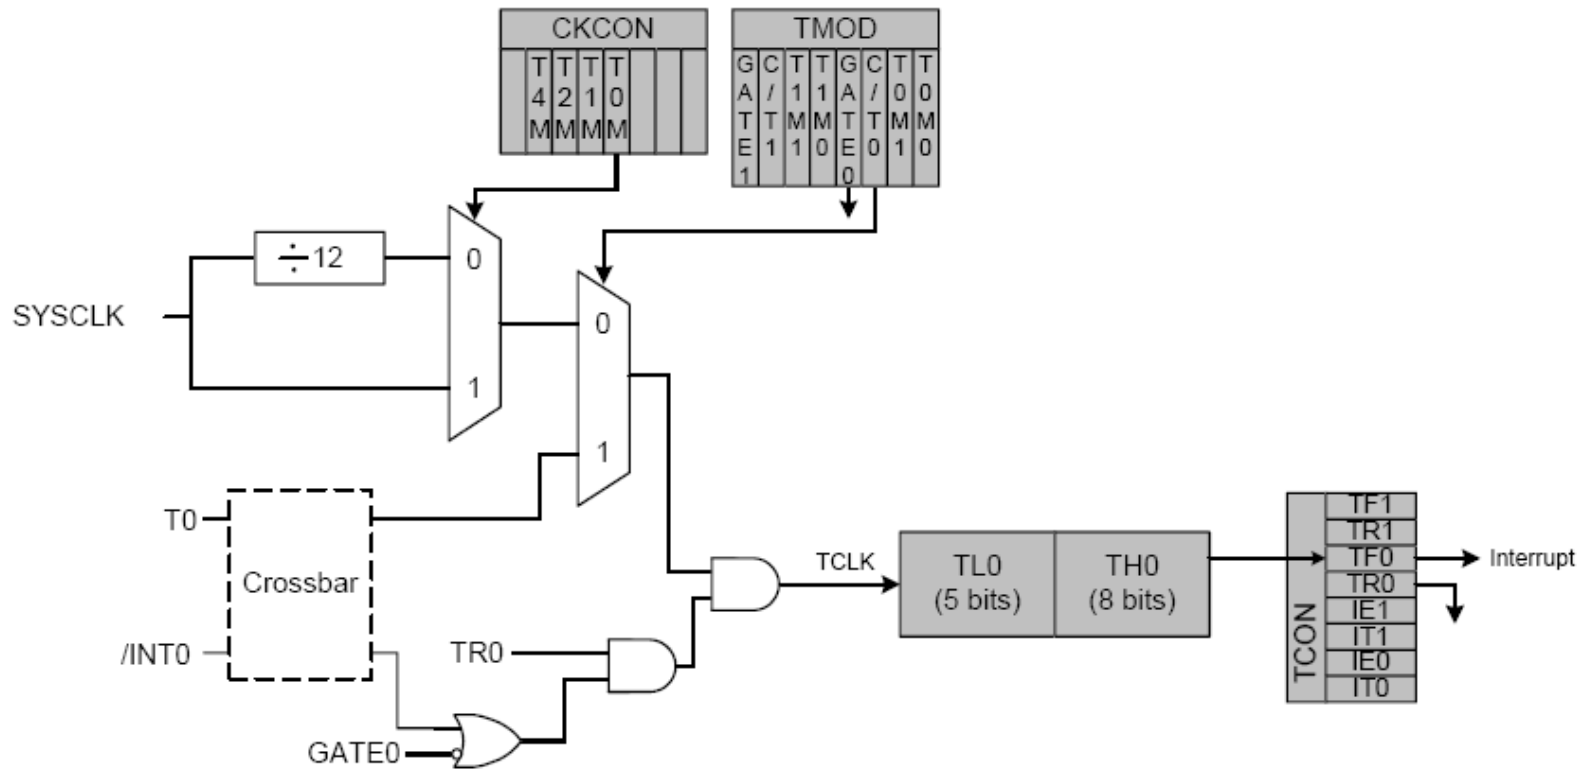 CKCON
T4M
T2M
T1M
T0M
TMOD
GATE1
C/T1
T1M1
T1M0
GATE0
C/T0
T0M1
T0M0
÷12
0
SYSCLK
1
0
1
T0
Crossbar
/INT0
TR0
GATE0
TCLK
TL0
(5 bits)
TH0
(8 bits)
TCON
TF1
TR1
TF0
TR0
IE1
IT1
IE0
IT0
Interrupt